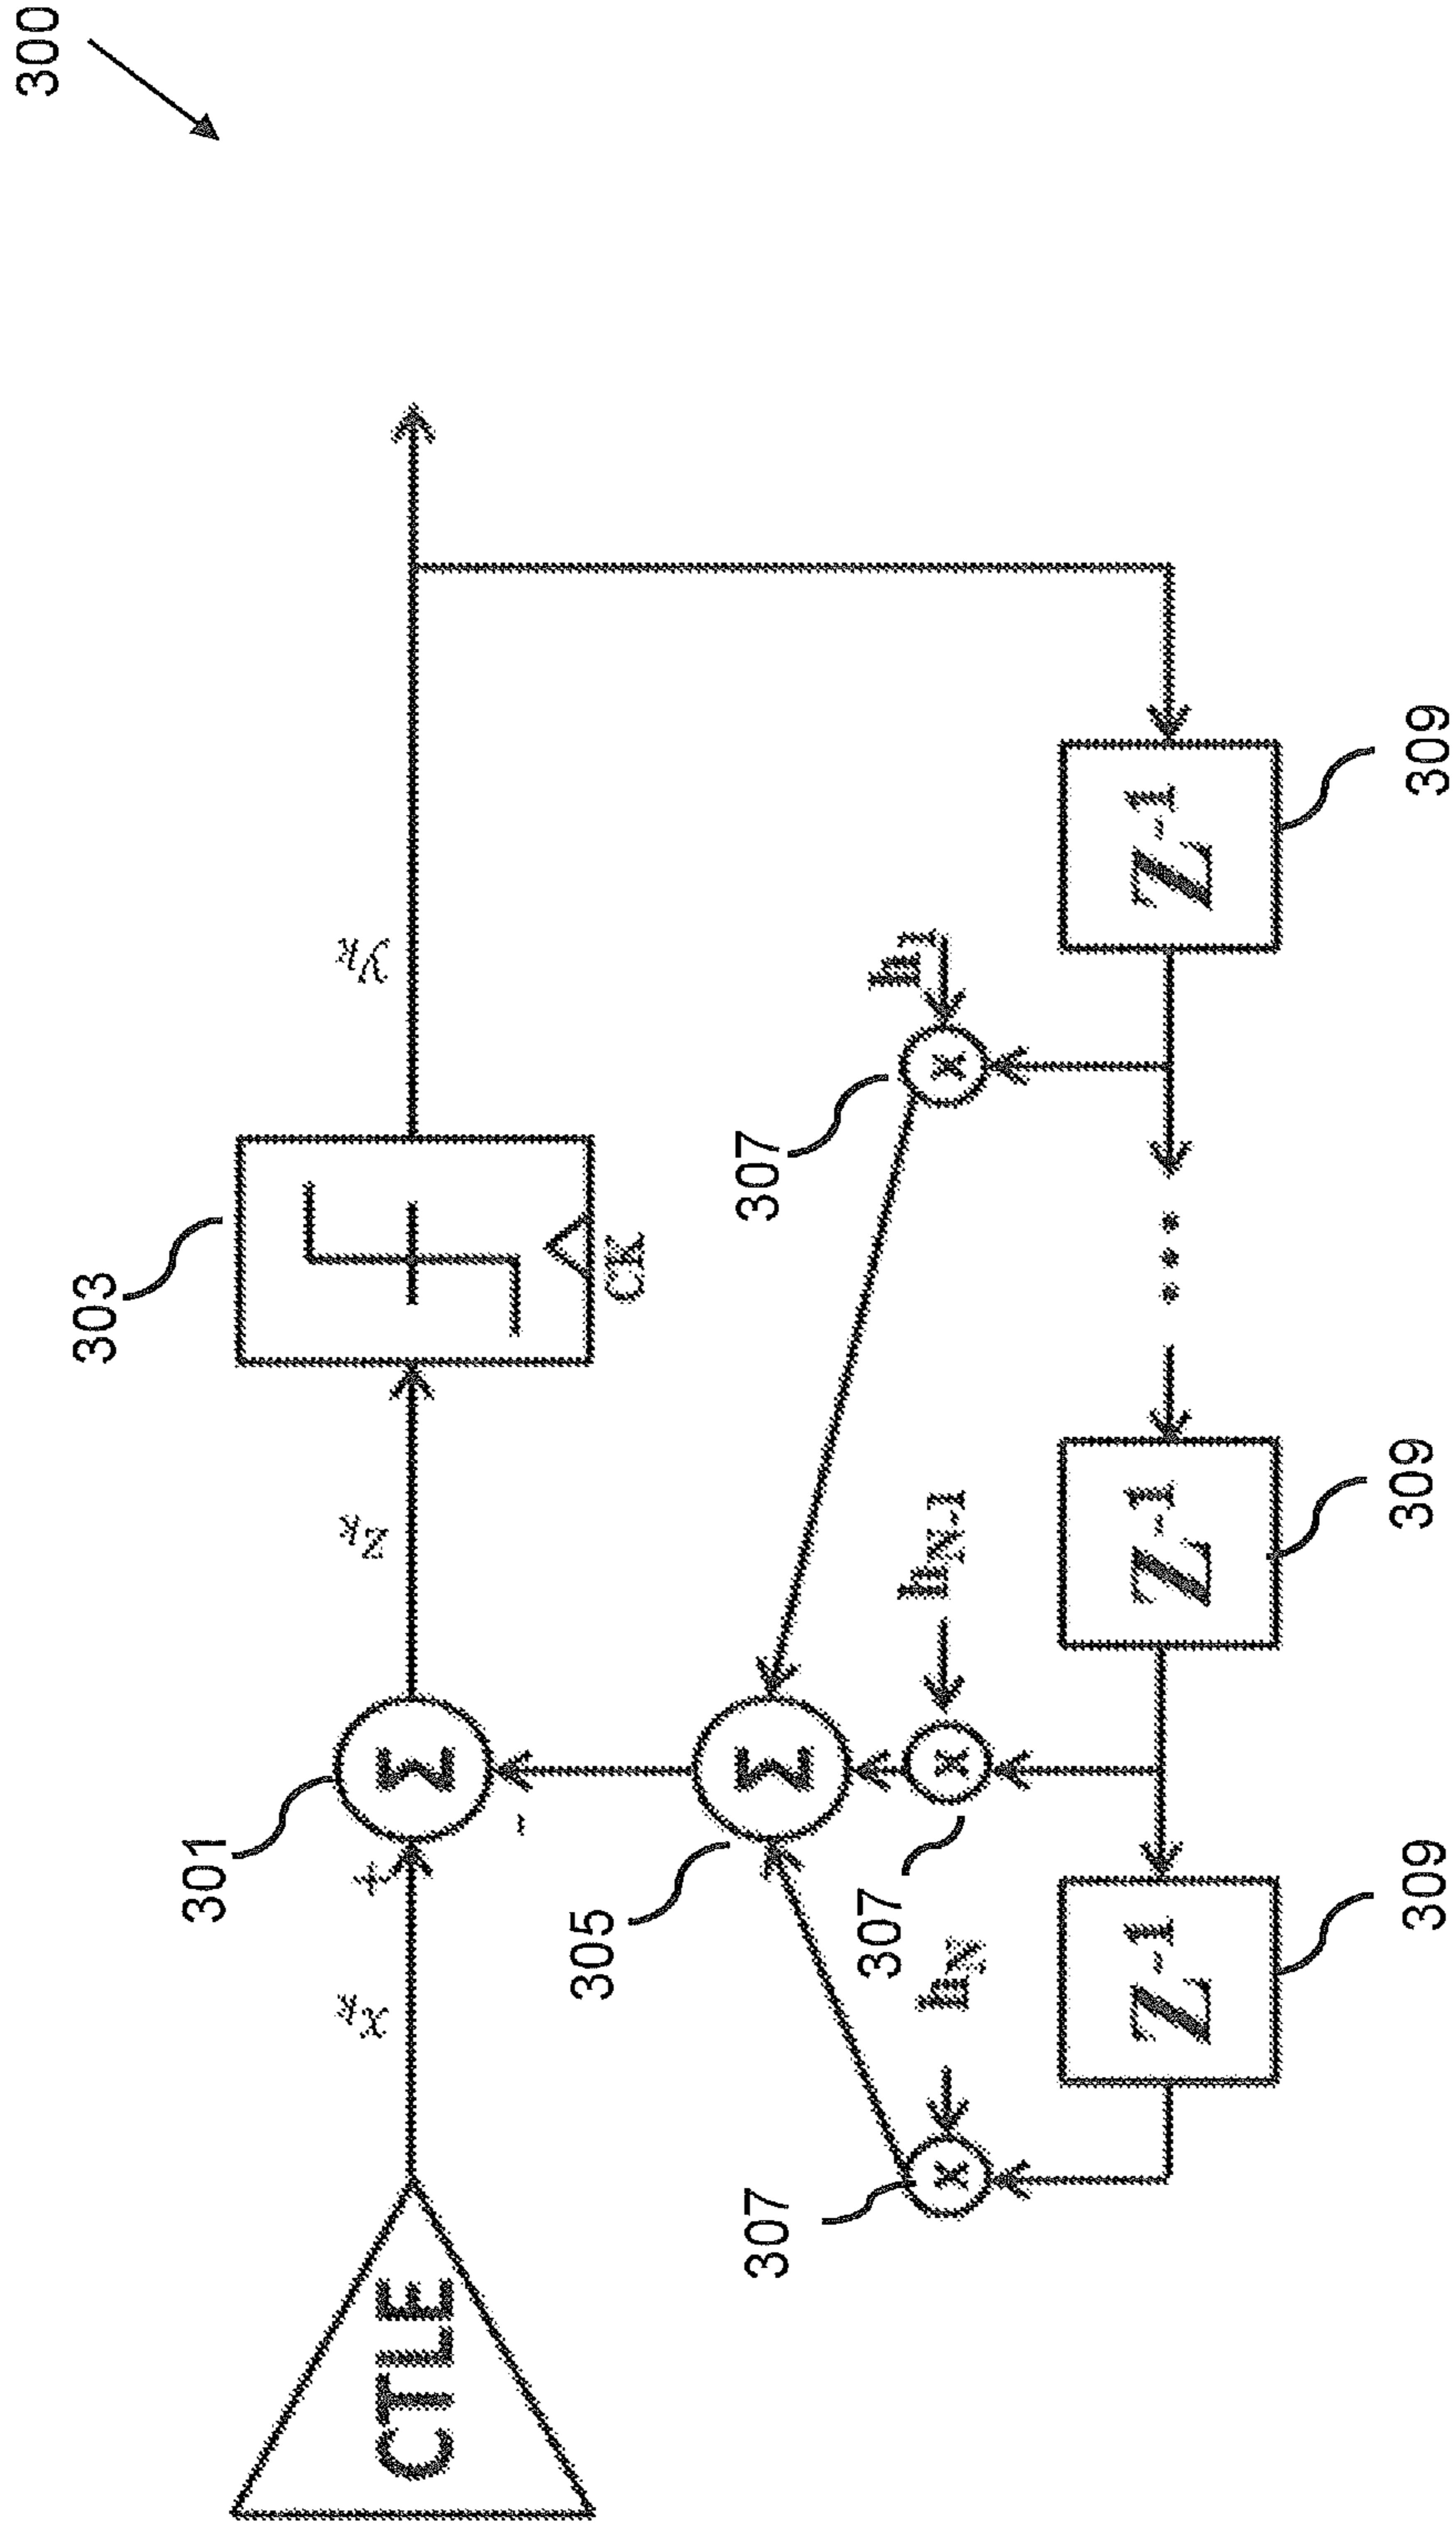 300
303
y_k
z_k
301
+
x_k
CTLE
Σ
-
CK
305
Σ
307
x
h_1
307
x
h_{N-1}
307
x
h_N
Z^{-1}
309
Z^{-1}
309
...
Z^{-1}
309